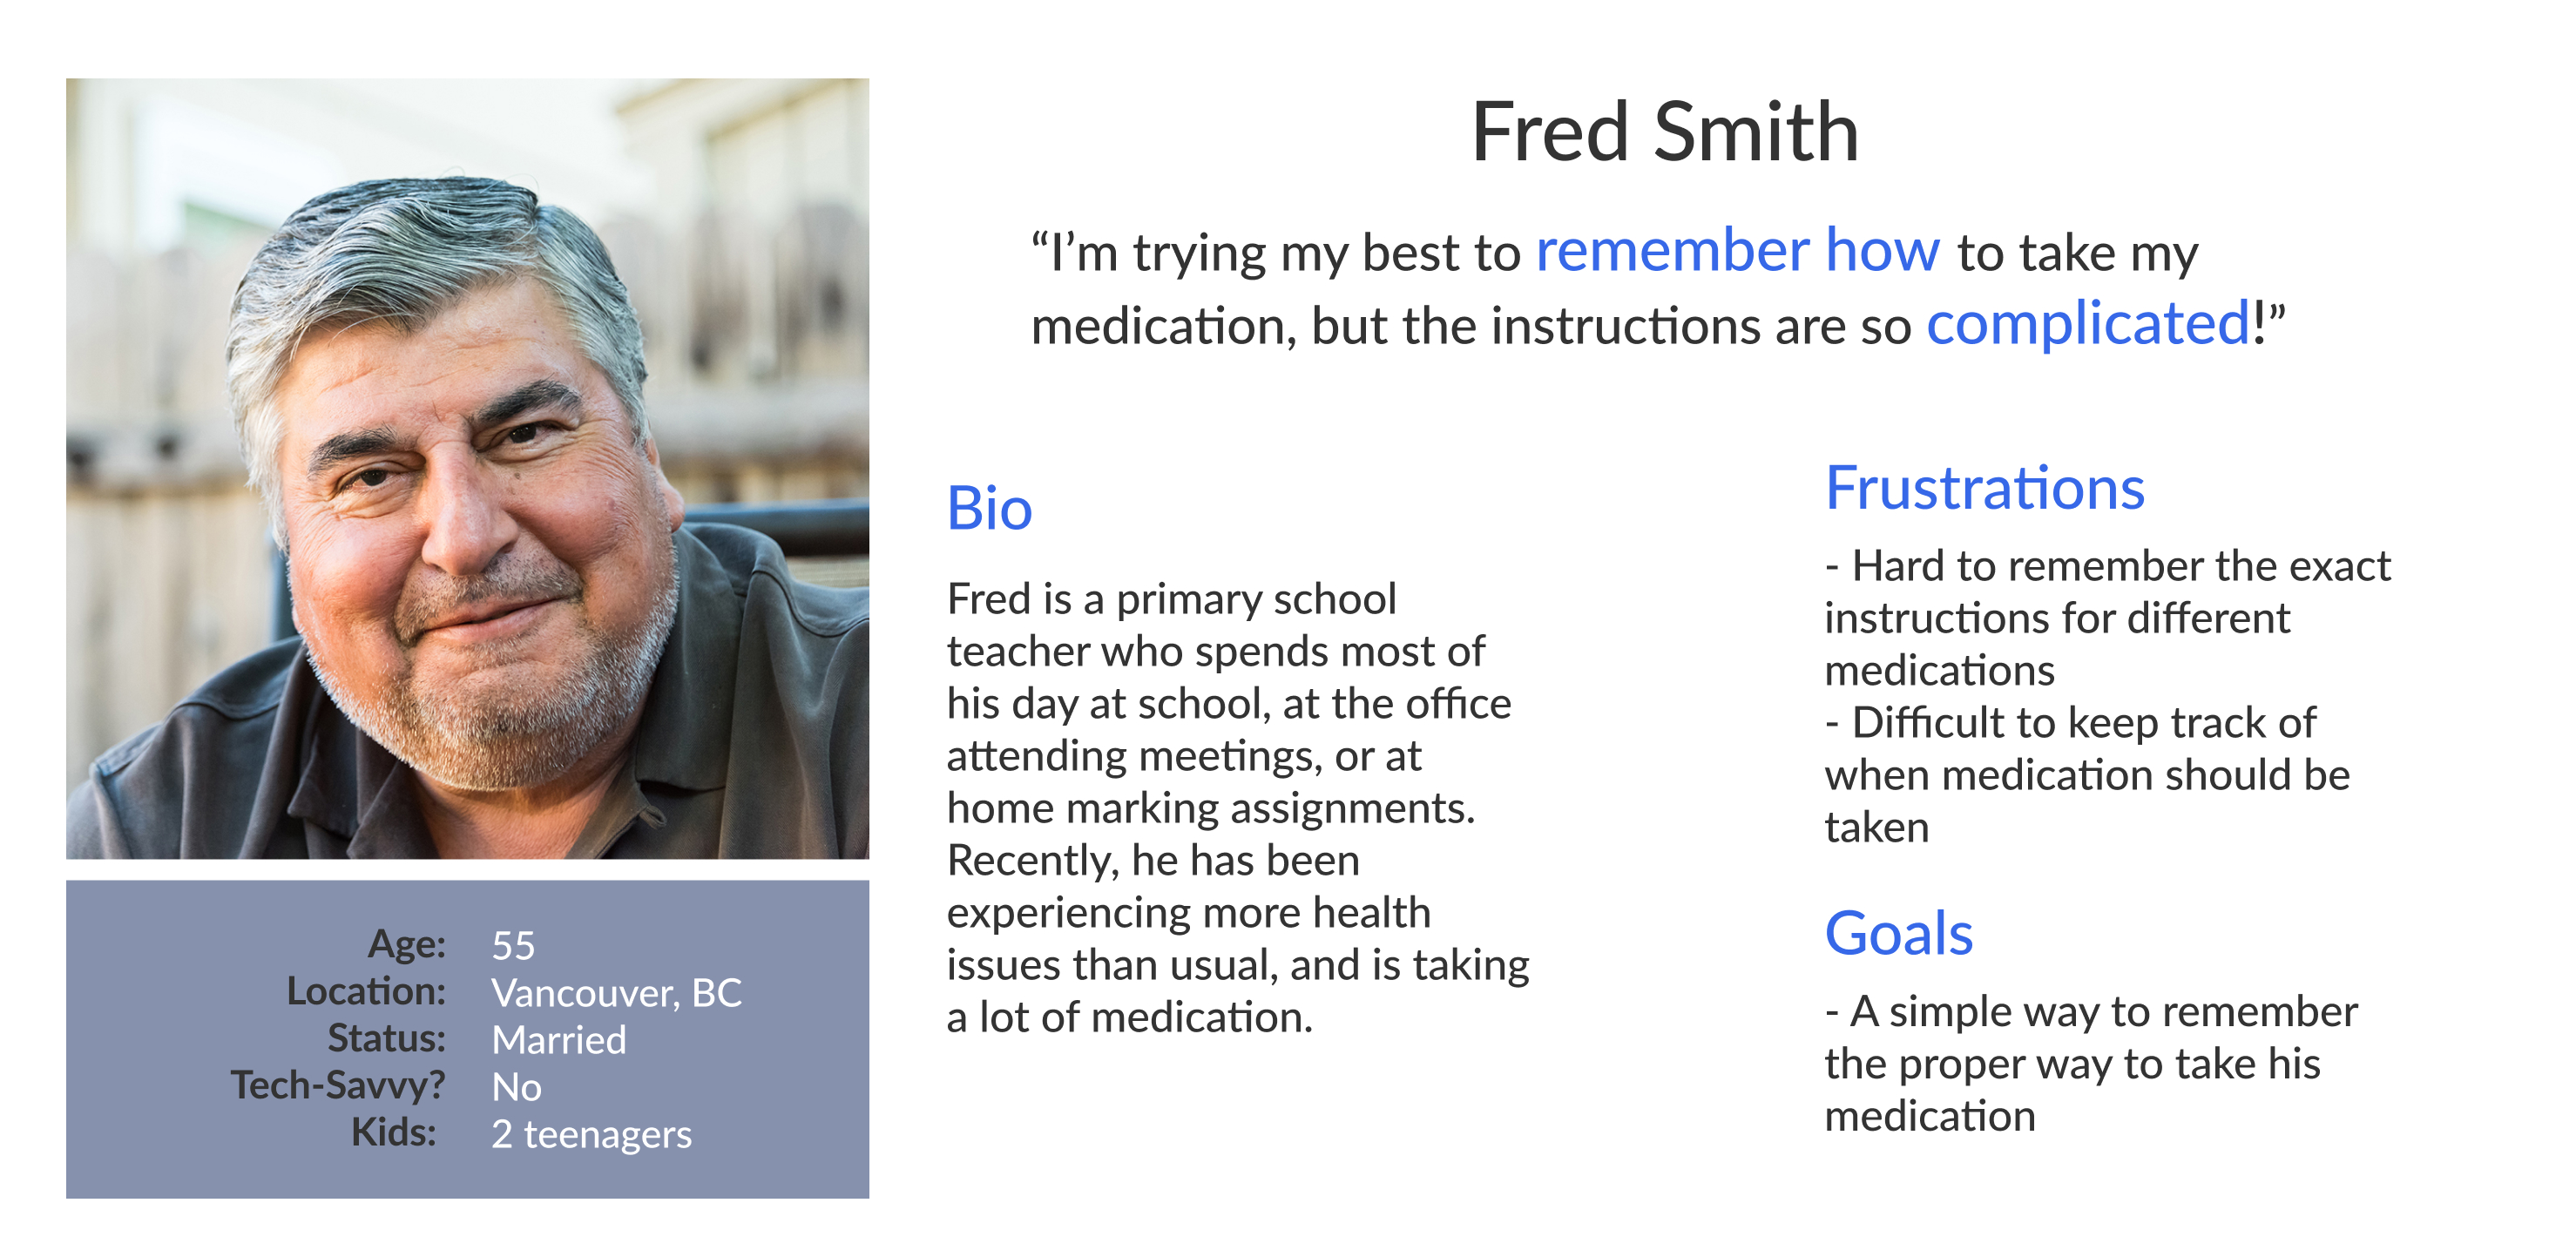 Fred Smith
“I’m trying my best to remember how to take my
medication, but the instructions are so complicated!”
Bio
Fred is a primary school
teacher who spends most of
his day at school, at the office
attending meetings, or at
home marking assignments.
Recently, he has been
experiencing more health
issues than usual, and is taking
a lot of medication.
Frustrations
- Hard to remember the exact
instructions for different
medications
- Difficult to keep track of
when medication should be
taken
Goals
- A simple way to remember
the proper way to take his
medication
Age: 55
Location: Vancouver, BC
Status: Married
Tech-Savvy? No
Kids: 2 teenagers